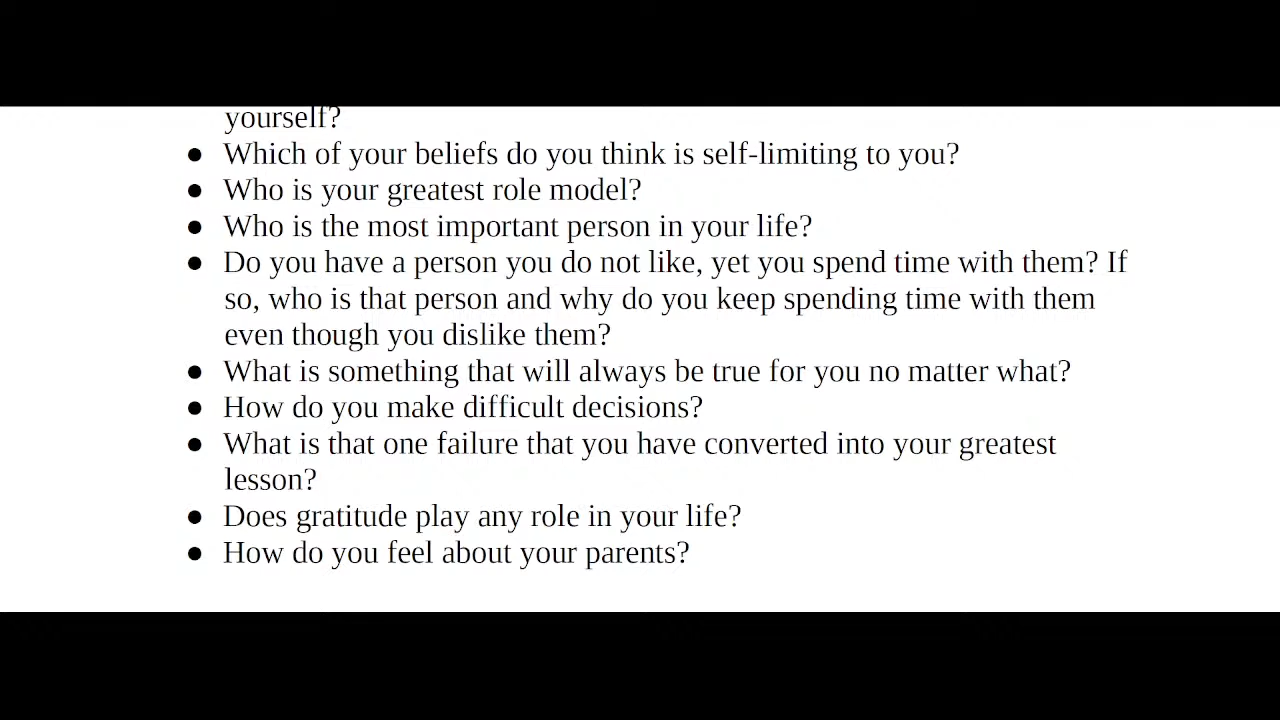 yourself?
● Which of your beliefs do you think is self-limiting to you?
● Who is your greatest role model?
● Who is the most important person in your life?
● Do you have a person you do not like, yet you spend time with them? If
so, who is that person and why do you keep spending time with them
even though you dislike them?
● What is something that will always be true for you no matter what?
● How do you make difficult decisions?
● What is that one failure that you have converted into your greatest
lesson?
● Does gratitude play any role in your life?
● How do you feel about your parents?